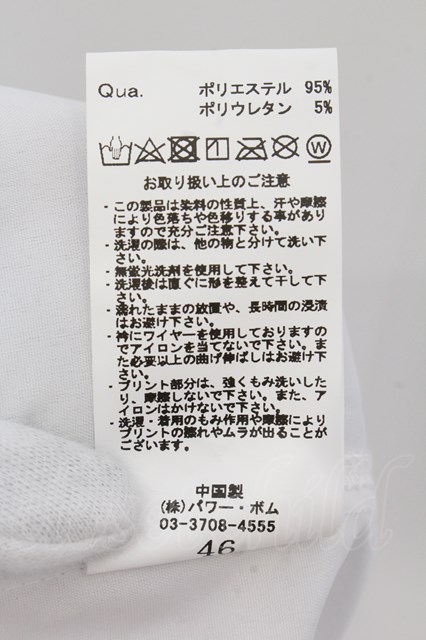 Qua. ポリエステル 95%
ポリウレタン 5%
お取り扱い上のご注意
・この製品は染料の性質上、汗や摩擦
により色落ちや色移りする事があり
ますので充分ご注意下さい。
・洗濯の際は、他の物と分けて洗い下
さい。
・無蛍光洗剤を使用して下さい。
・洗濯後は直ぐに形を整えて干して下
さい。
・濡れたままの放置や、長時間の浸漬
はお避け下さい。
・衿にワイヤーを使用しておりますの
でアイロンを当てないで下さい。ま
た必要以上の曲げ伸ばしはお避け下
さい。
・プリント部分は、強くもみ洗いした
り、摩擦しないで下さい。また、ア
イロンはかけないで下さい。
・洗濯・着用のもみ作用や摩擦により
プリントの擦れやムラが出ることが
ございます。
中国製
(株)パワー・ボム
03-3708-4555
46